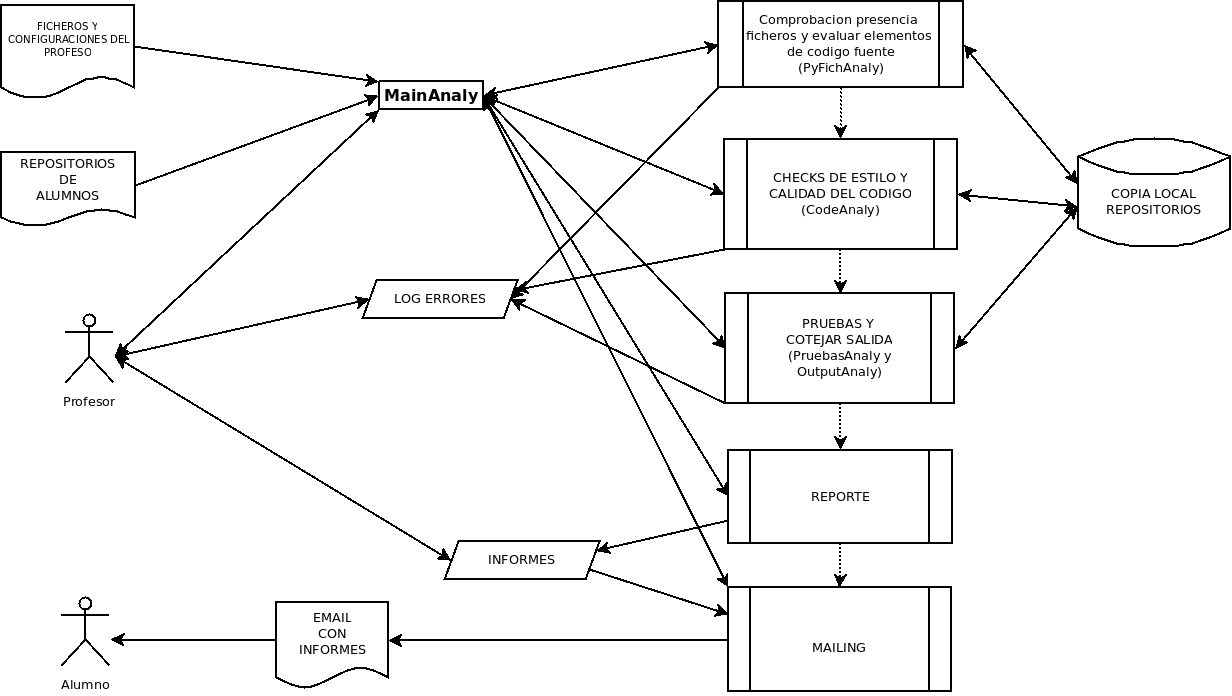 FICHEROS Y
CONFIGURACIONES DEL
PROFESO
Comprobacion presencia
ficheros y evaluar elementos
de codigo fuente
(PyFichAnaly)
MainAnaly
REPOSITORIOS
DE
ALUMNOS
CHECKS DE ESTILO Y
CALIDAD DEL CODIGO
(CodeAnaly)
COPIA LOCAL
REPOSITORIOS
LOG ERRORES
PRUEBAS Y
COTEJAR SALIDA
(PruebasAnaly y
OutputAnaly)
Profesor
REPORTE
INFORMES
EMAIL
CON
INFORMES
MAILING
Alumno